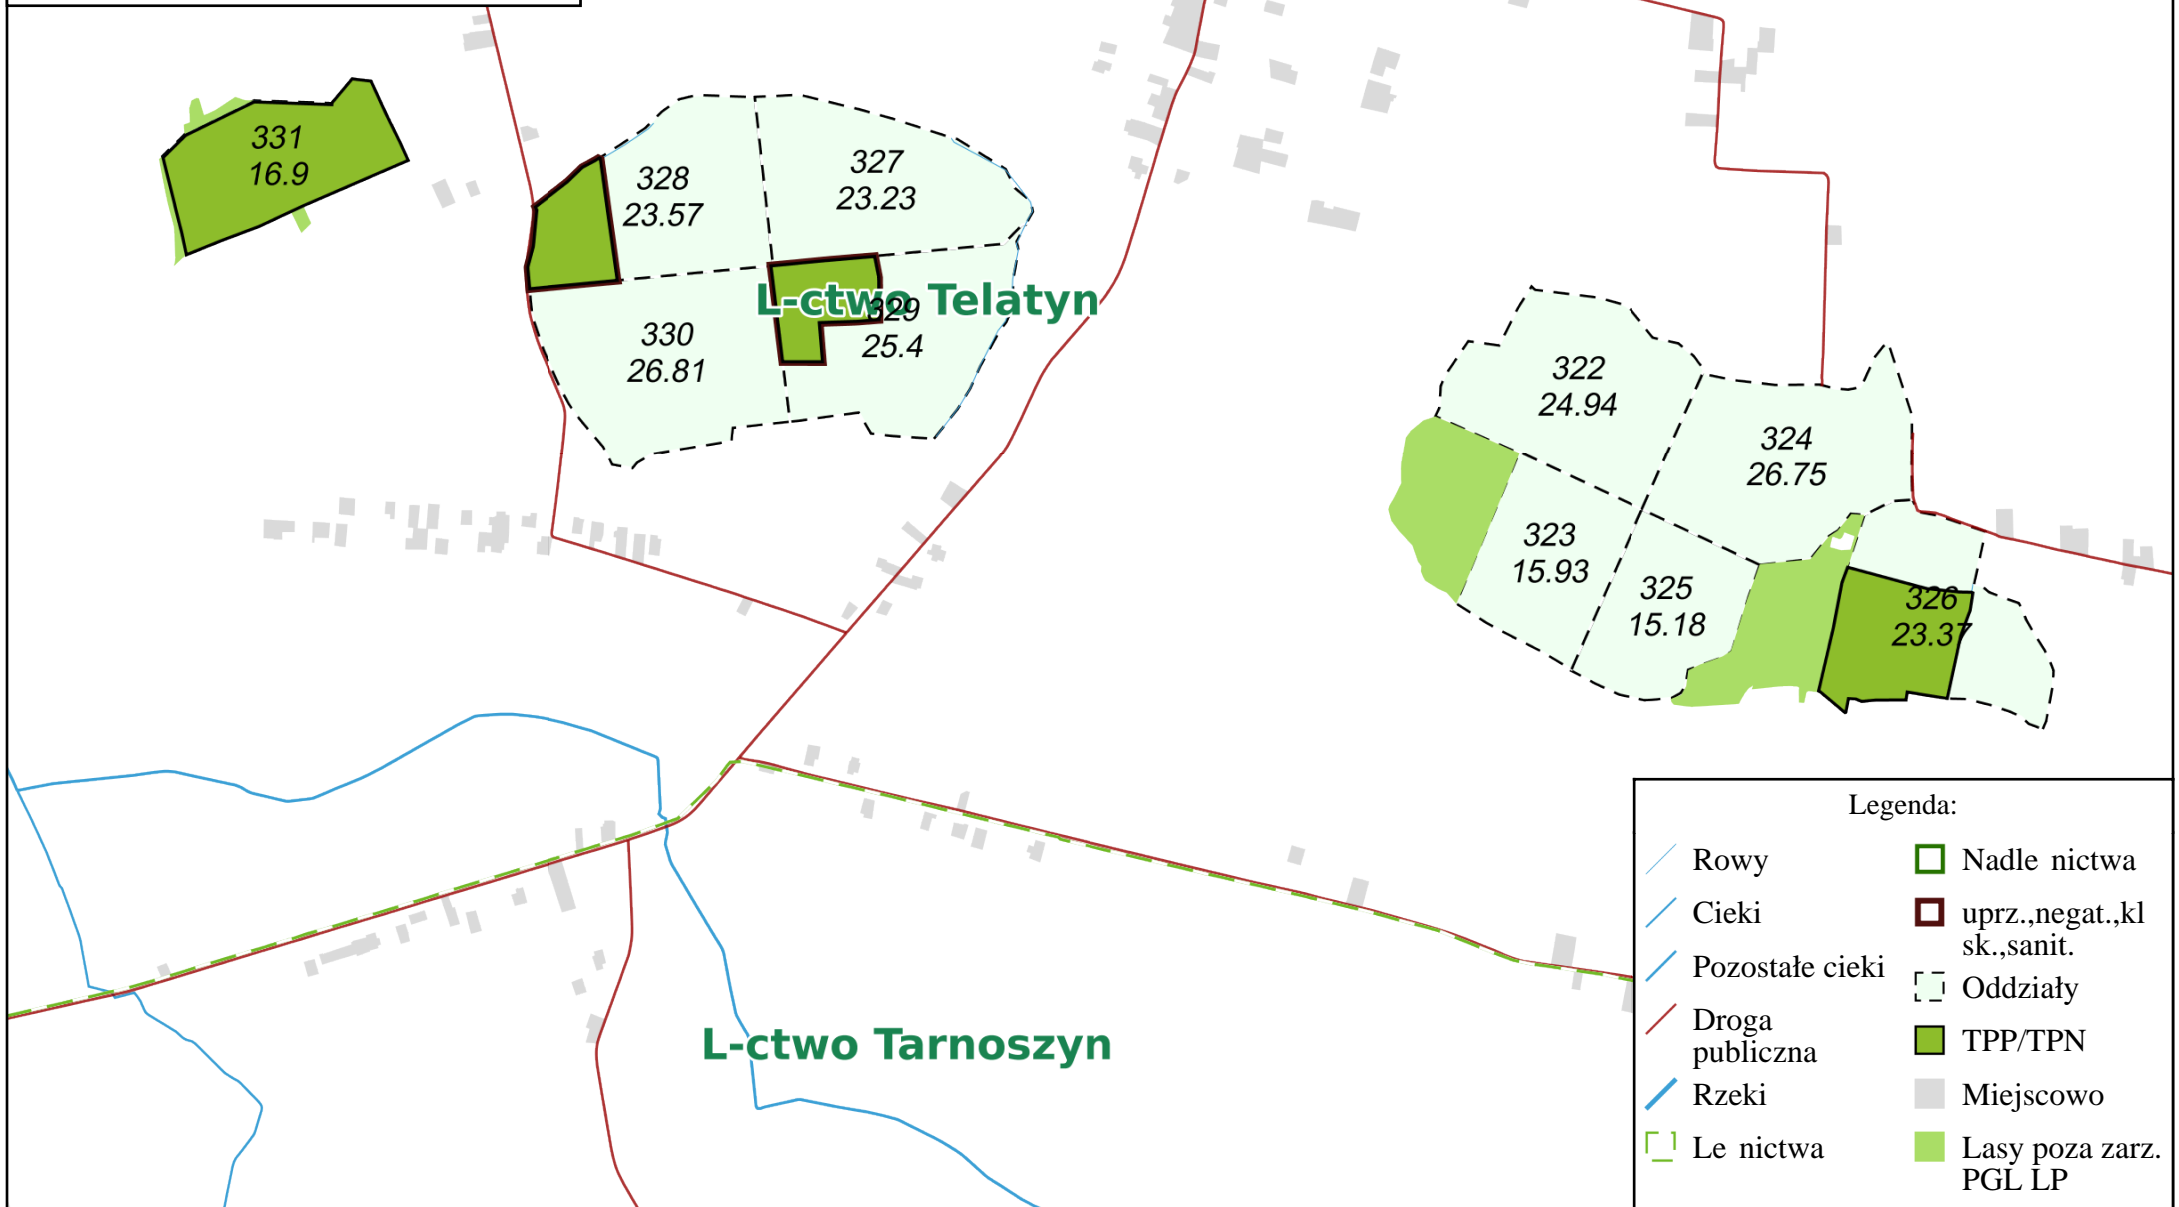 331
16.9
328
23.57
327
23.23
L-ctwo Telatyn
329
25.4
330
26.81
322
24.94
324
26.75
323
15.93
325
15.18
326
23.37
L-ctwo Tarnoszyn
Legenda:
Rowy
Cieki
Pozostałe cieki
Droga
publiczna
Rzeki
Le nictwa
Nadle nictwa
uprz.,negat.,kl
sk.,sanit.
Oddziały
TPP/TPN
Miejscowo
Lasy poza zarz.
PGL LP